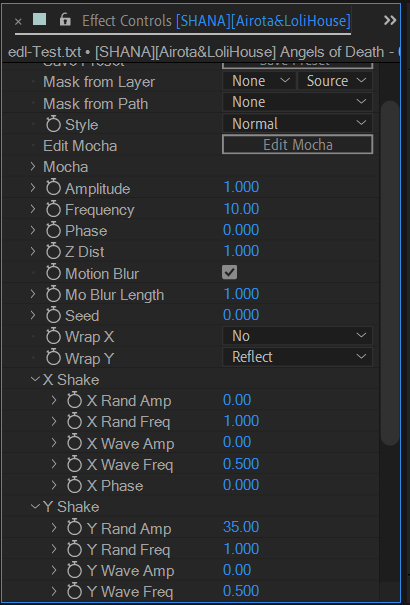 Effect Controls [SHANA][Airota&LoliHouse]
edl-Test.txt • [SHANA][Airota&LoliHouse] Angels of Death -
Save Preset Save Preset
Mask from Layer None Source
Mask from Path None
Style Normal
Edit Mocha Edit Mocha
Mocha
Amplitude 1.000
Frequency 10.00
Phase 0.000
Z Dist 1.000
Motion Blur
Mo Blur Length 1.000
Seed 0.000
Wrap X No
Wrap Y Reflect
X Shake
X Rand Amp 0.00
X Rand Freq 1.000
X Wave Amp 0.00
X Wave Freq 0.500
X Phase 0.000
Y Shake
Y Rand Amp 35.00
Y Rand Freq 1.000
Y Wave Amp 0.00
Y Wave Freq 0.500